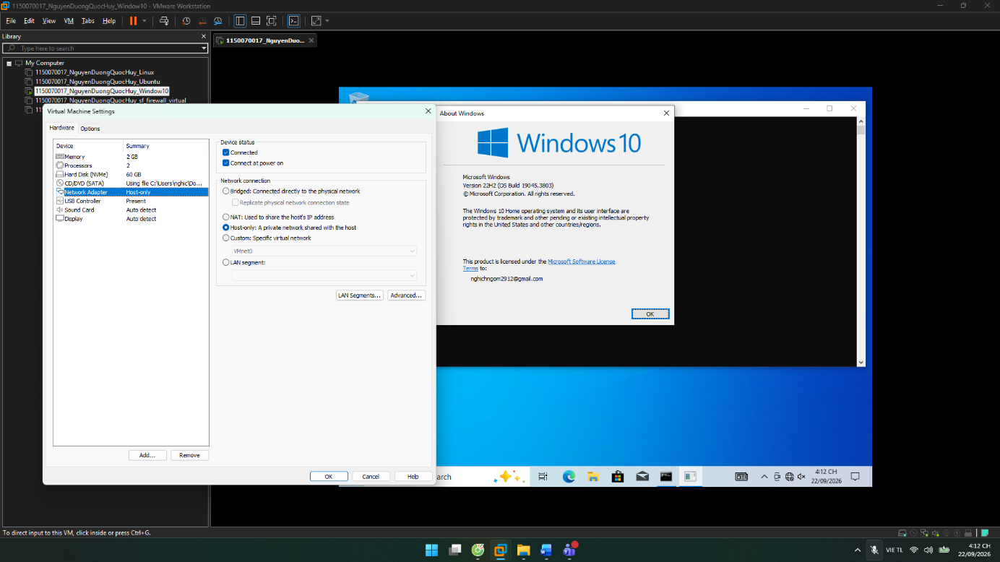 1150070017_NguyenDuongQuocHuy_Window10 - VMware Workstation
File Edit View VM Tabs Help
Library
Type here to search
My Computer
1150070017_NguyenDuongQuocHuy_Linux
1150070017_NguyenDuongQuocHuy_Ubuntu
1150070017_NguyenDuongQuocHuy_Window10
1150070017_NguyenDuongQuocHuy_sf_firewall_virtual
1150070017_NguyenDuo...
Virtual Machine Settings
Hardware Options
Device Summary
Memory 2 GB
Processors 2
Hard Disk (NVMe) 60 GB
CD/DVD (SATA) Using file C:\Users\nghic\Do...
Network Adapter Host-only
USB Controller Present
Sound Card Auto detect
Display Auto detect
Add... Remove
Device status
Connected
Connect at power on
Network connection
Bridged: Connected directly to the physical network
Replicate physical network connection state
NAT: Used to share the host's IP address
Host-only: A private network shared with the host
Custom: Specific virtual network
VMnet0
LAN segment:
LAN Segments... Advanced...
OK Cancel Help
About Windows
Windows 10
Microsoft Windows
Version 22H2 (OS Build 19045.3803)
© Microsoft Corporation. All rights reserved.
The Windows 10 Home operating system and its user interface are
protected by trademark and other pending or existing intellectual property
rights in the United States and other countries/regions.
This product is licensed under the Microsoft Software License
Terms to:
nghichngom2912@gmail.com
OK
arch
4:12 CH
22/09/2026
To direct input to this VM, click inside or press Ctrl+G.
VIE TL
4:12 CH
22/09/2026